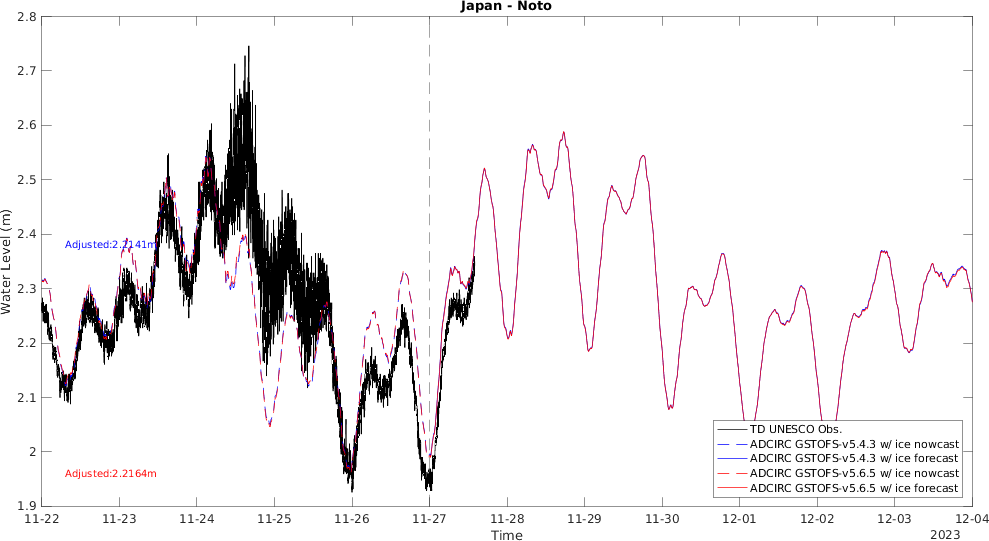 Japan - Noto
Water Level (m)
2.8
2.7
2.6
2.5
2.4
2.3
2.2
2.1
2
1.9
Adjusted:2.2141m
Adjusted:2.2164m
TD UNESCO Obs.
ADCIRC GSTOFS-v5.4.3 w/ ice nowcast
ADCIRC GSTOFS-v5.4.3 w/ ice forecast
ADCIRC GSTOFS-v5.6.5 w/ ice nowcast
ADCIRC GSTOFS-v5.6.5 w/ ice forecast
11-22 11-23 11-24 11-25 11-26 11-27 11-28 11-29 11-30 12-01 12-02 12-03 12-04
Time
2023